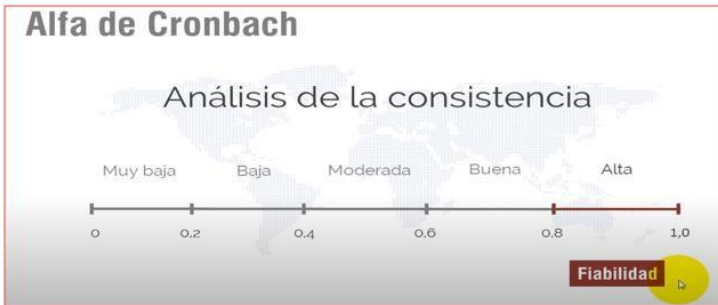 Alfa de Cronbach
Análisis de la consistencia
Muy baja Baja Moderada Buena Alta
0 0,2 0,4 0,6 0,8 1,0
Fiabilidad